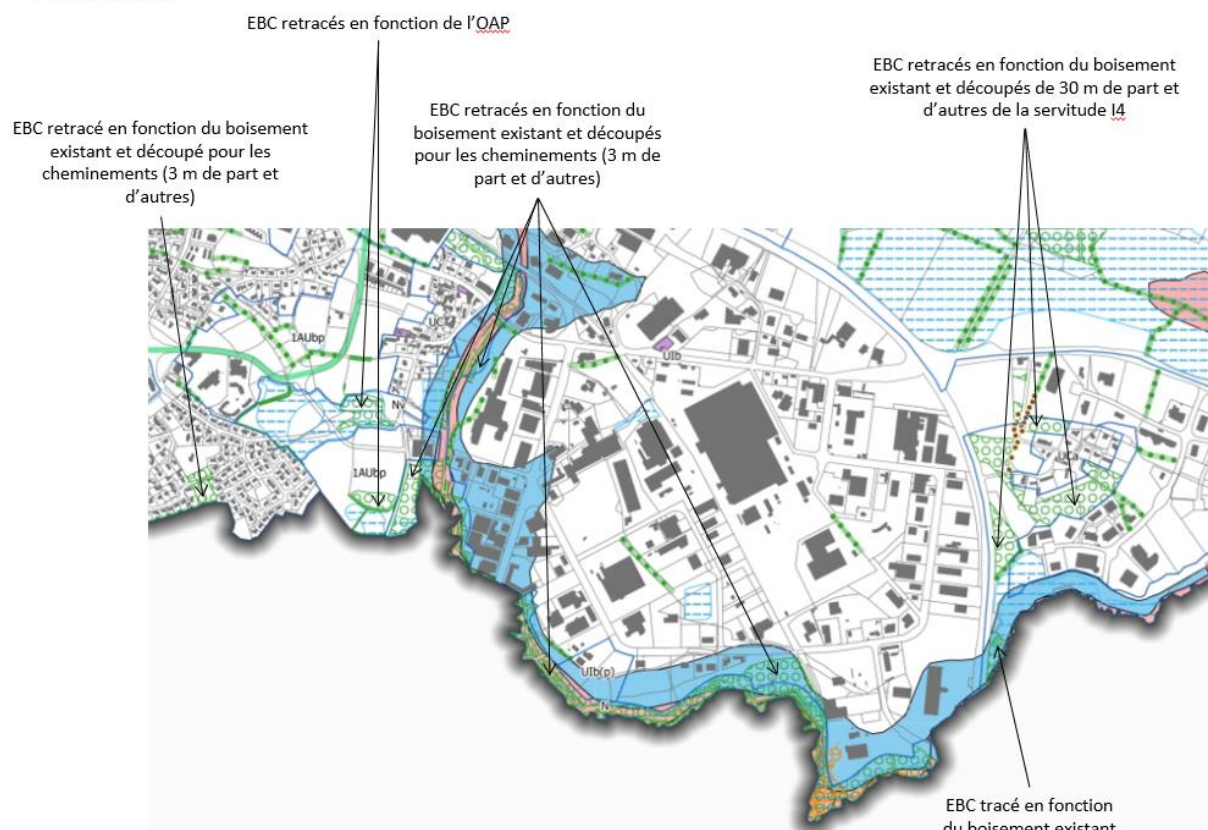 EBC retracés en fonction de l'OAP
EBC retracés en fonction du boisement
existant et découpés de 30 m de part et
d'autres de la servitude I4
EBC retracés en fonction du
boisement existant et découpés
pour les cheminements (3 m de
part et d'autres)
EBC retracé en fonction du boisement
existant et découpé pour les
cheminements (3 m de part et
d'autres)
1AUbp
UIb
Nv
UCa
1AUbp
UIb(p)
N
EBC tracé en fonction
du boisement existant